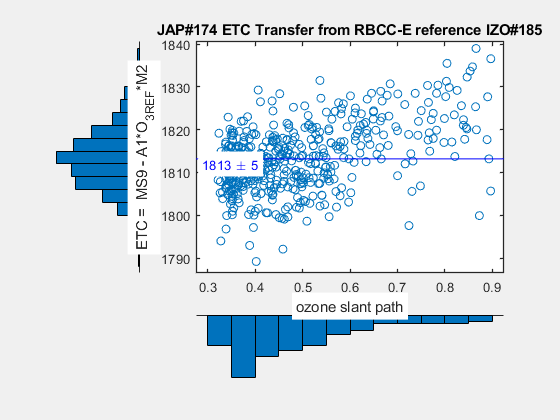 JAP#174 ETC Transfer from RBCC-E reference IZO#185
ETC = MS9 - A1*O3REF *M2
1840
1830
1820
1810
1800
1790
1813 ± 5
0.3 0.4 0.5 0.6 0.7 0.8 0.9
ozone slant path